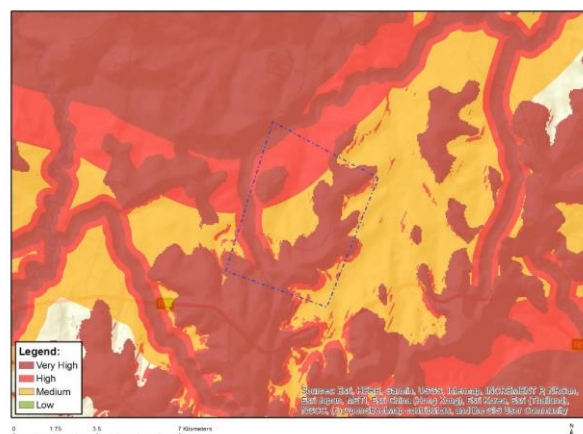 Legend:
Very High
High
Medium
Low
Sources: Esri, HERE, Garmin, USGS, Intermap, INCREMENT P, NRCan,
Esri Japan, METI, Esri China (Hong Kong), Esri Korea, Esri (Thailand),
NGCC, (c) OpenStreetMap contributors, and the GIS User Community
0 1.75 3.5 7 Kilometers
N